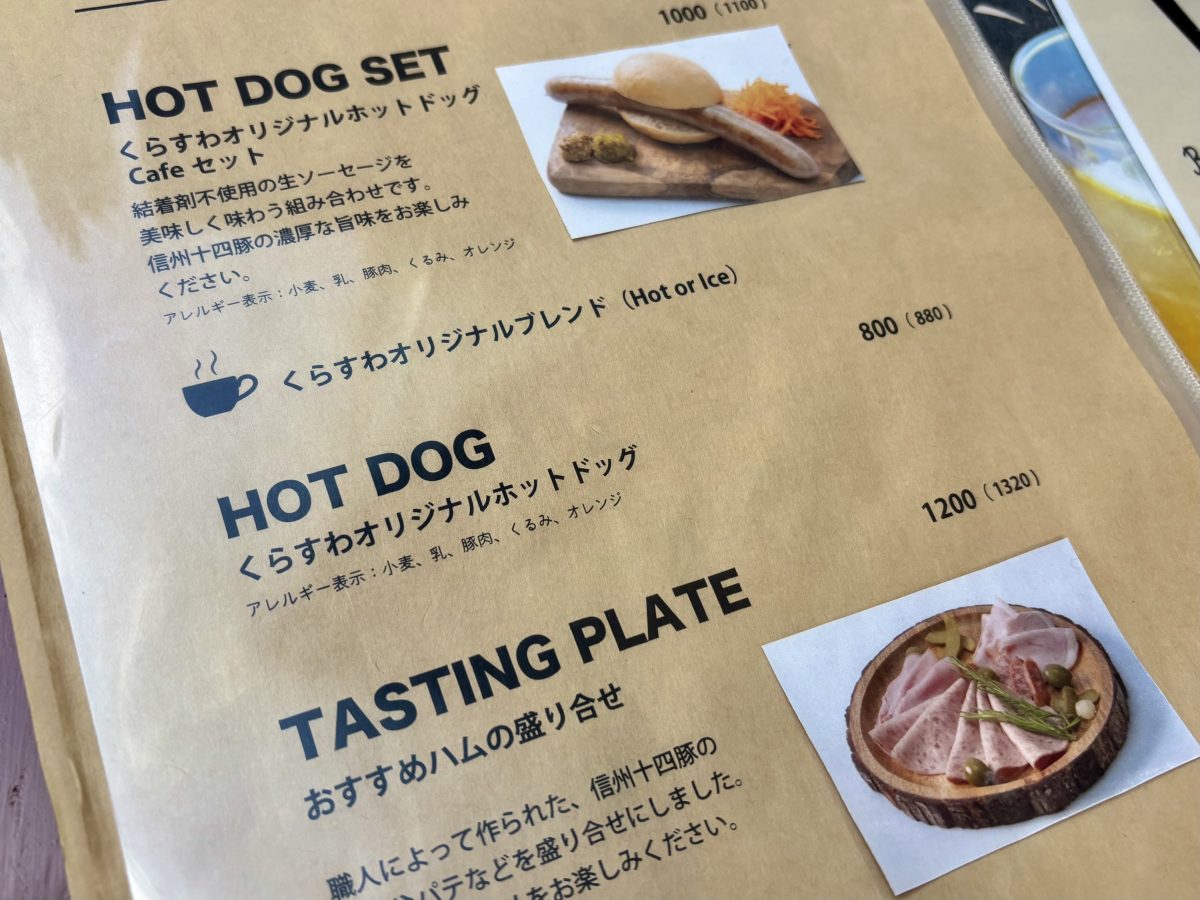 1000（1100）
HOT DOG SET
くらすわオリジナルホットドッグ
Cafe セット
結着剤不使用の生ソーセージを
美味しく味わう組み合わせです。
信州十四豚の濃厚な旨味をお楽しみ
ください。
アレルギー表示：小麦、乳、豚肉、くるみ、オレンジ
くらすわオリジナルブレンド（Hot or Ice）
800（880）
HOT DOG
くらすわオリジナルホットドッグ
アレルギー表示：小麦、乳、豚肉、くるみ、オレンジ
1200（1320）
TASTING PLATE
おすすめハムの盛り合せ
職人によって作られた、信州十四豚の
パテなどを盛り合せにしました。
をお楽しみください。